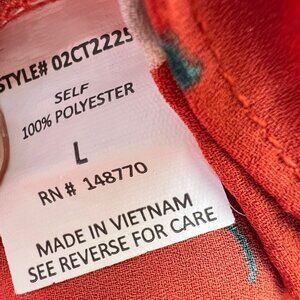 STYLE# 02CT2225
SELF
100% POLYESTER
L
RN # 148770
MADE IN VIETNAM
SEE REVERSE FOR CARE